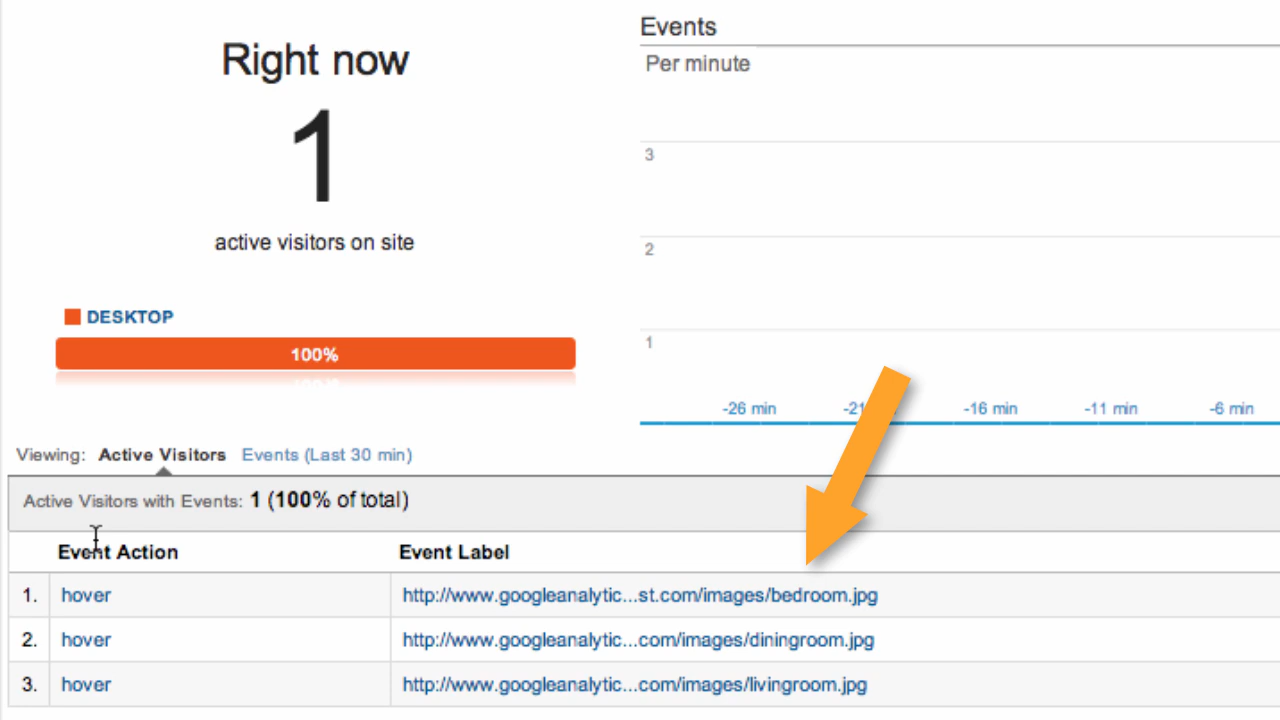 Right now
1
active visitors on site
DESKTOP
100%
Events
Per minute
3
2
1
-26 min -21 -16 min -11 min -6 min
Viewing: Active Visitors Events (Last 30 min)
Active Visitors with Events: 1 (100% of total)
Event Action Event Label
1. hover http://www.googleanalytic...st.com/images/bedroom.jpg
2. hover http://www.googleanalytic...com/images/diningroom.jpg
3. hover http://www.googleanalytic...com/images/livingroom.jpg